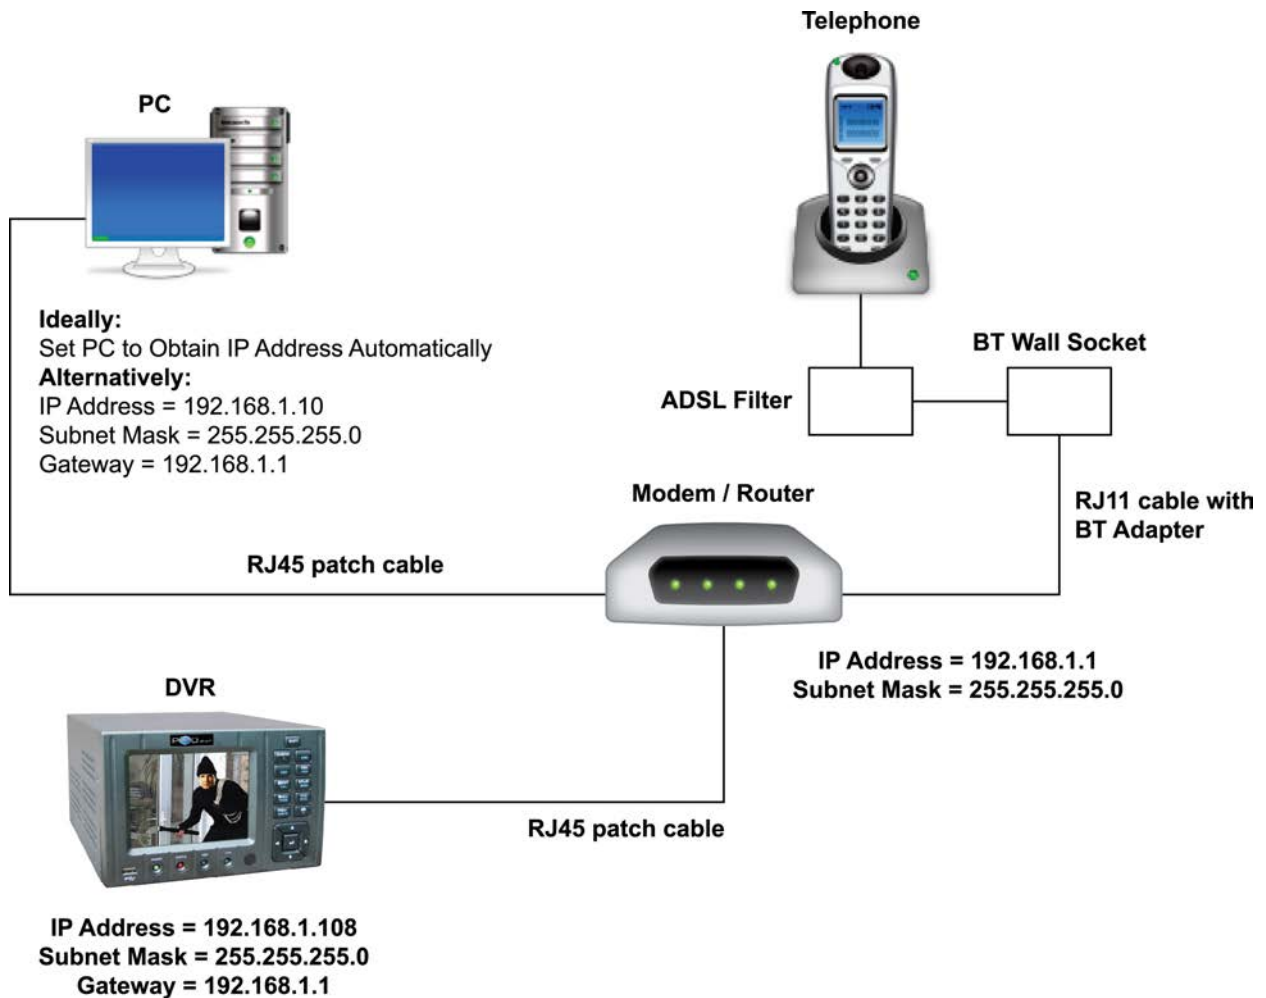 Telephone
PC
Ideally:
Set PC to Obtain IP Address Automatically
Alternatively:
IP Address = 192.168.1.10
Subnet Mask = 255.255.255.0
Gateway = 192.168.1.1
BT Wall Socket
ADSL Filter
Modem / Router
RJ11 cable with
BT Adapter
RJ45 patch cable
IP Address = 192.168.1.1
Subnet Mask = 255.255.255.0
DVR
RJ45 patch cable
IP Address = 192.168.1.108
Subnet Mask = 255.255.255.0
Gateway = 192.168.1.1